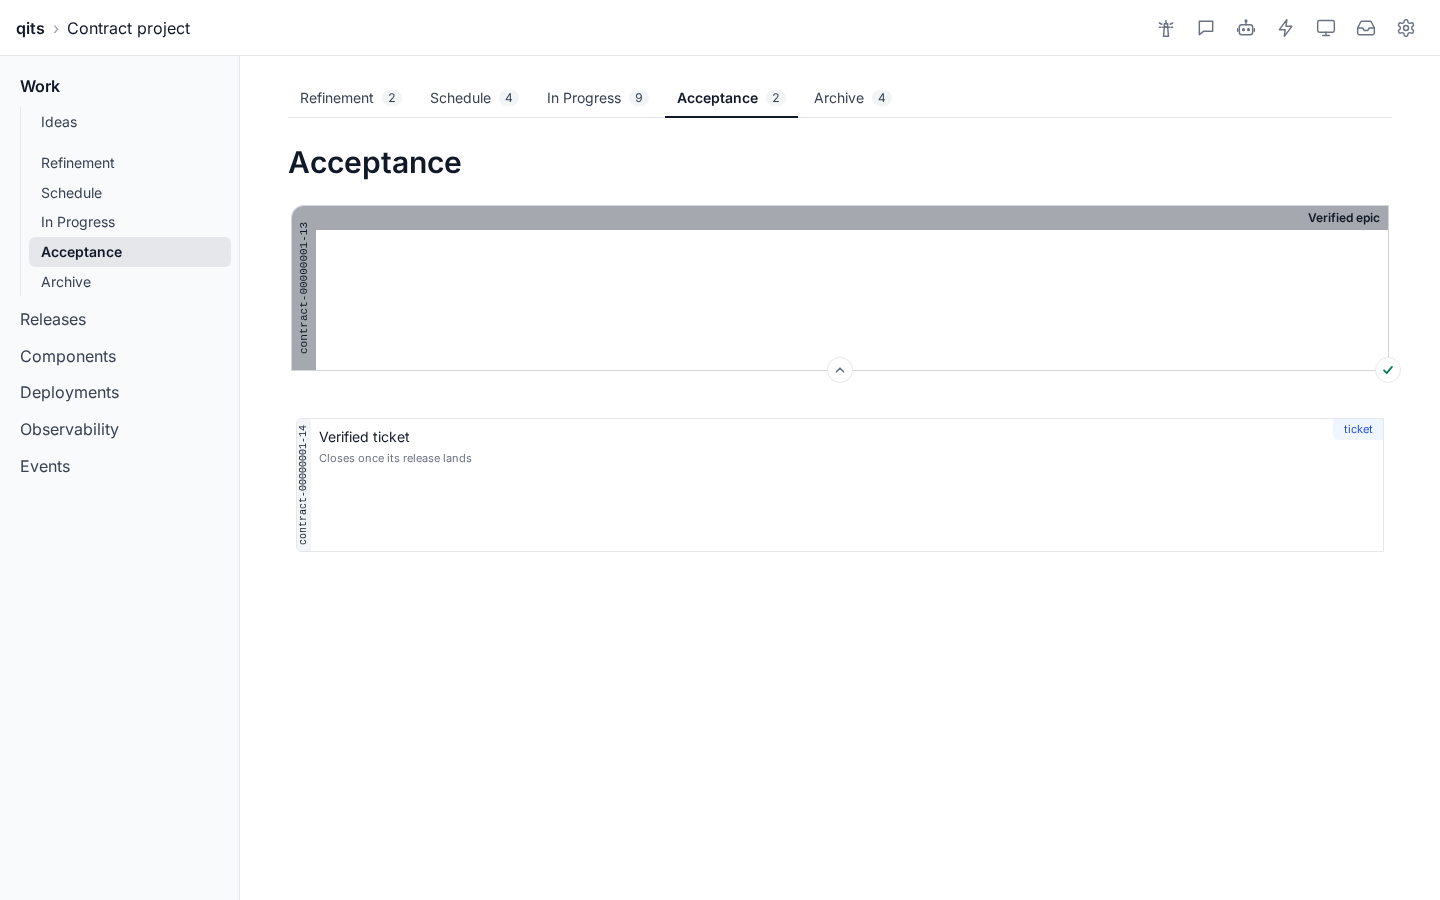 qits › Contract project
Work
Ideas
Refinement
Schedule
In Progress
Acceptance
Archive
Releases
Components
Deployments
Observability
Events
Refinement 2 Schedule 4 In Progress 9 Acceptance 2 Archive 4
Acceptance
Verified epic
contract-00000001-13
contract-00000001-14
Verified ticket
ticket
Closes once its release lands